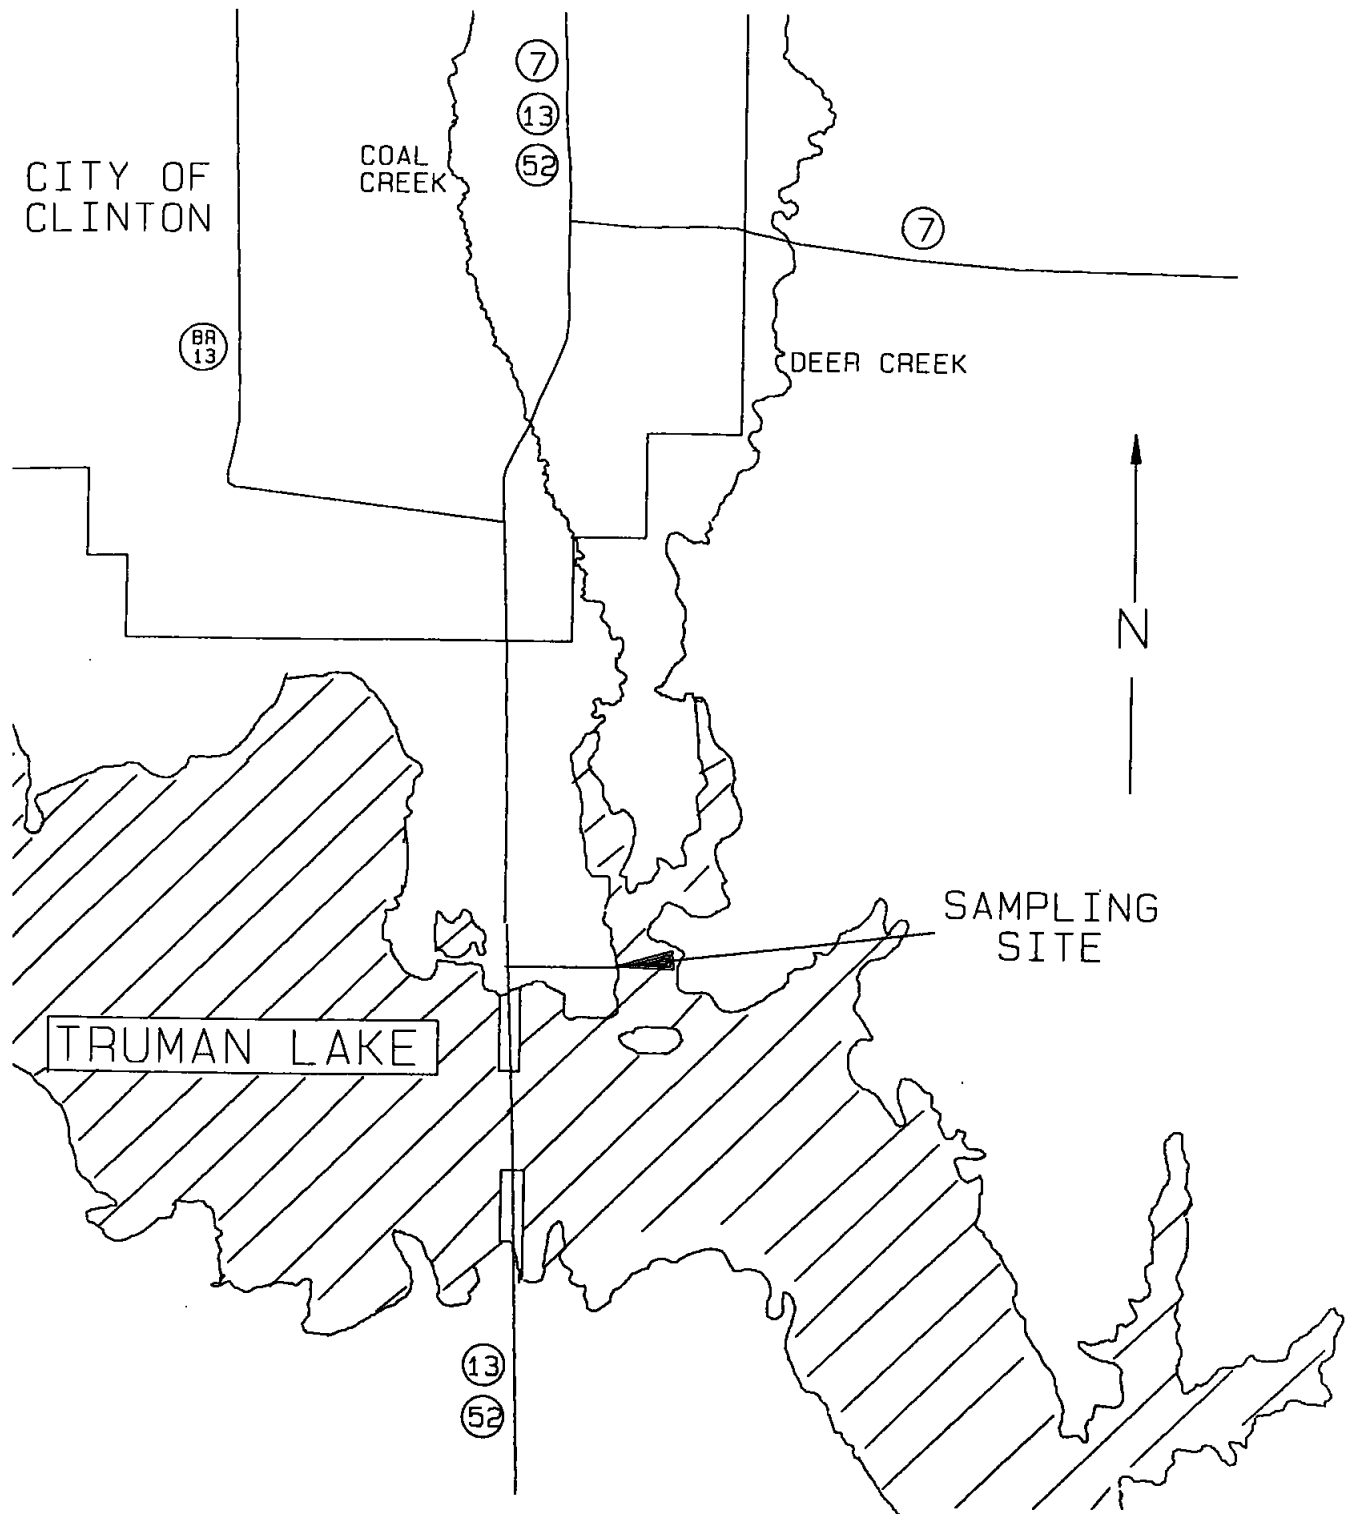 7
13
52
COAL
CREEK
CITY OF
CLINTON
7
BR
13
DEER CREEK
N
SAMPLING
SITE
TRUMAN LAKE
13
52